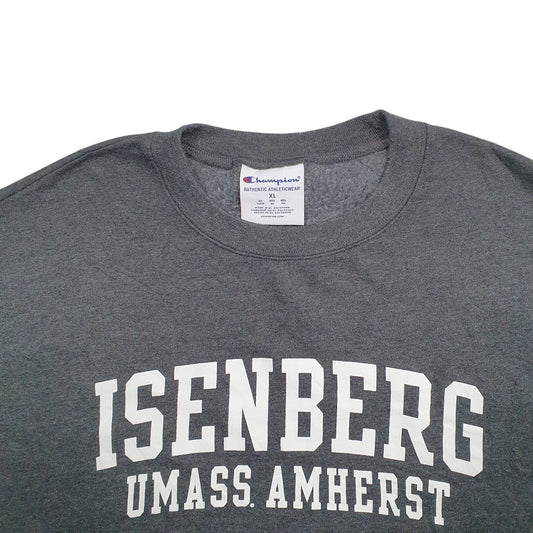 Champion
AUTHENTIC ATHLETICWEAR
XL
ISENBERG
UMASS. AMHERST